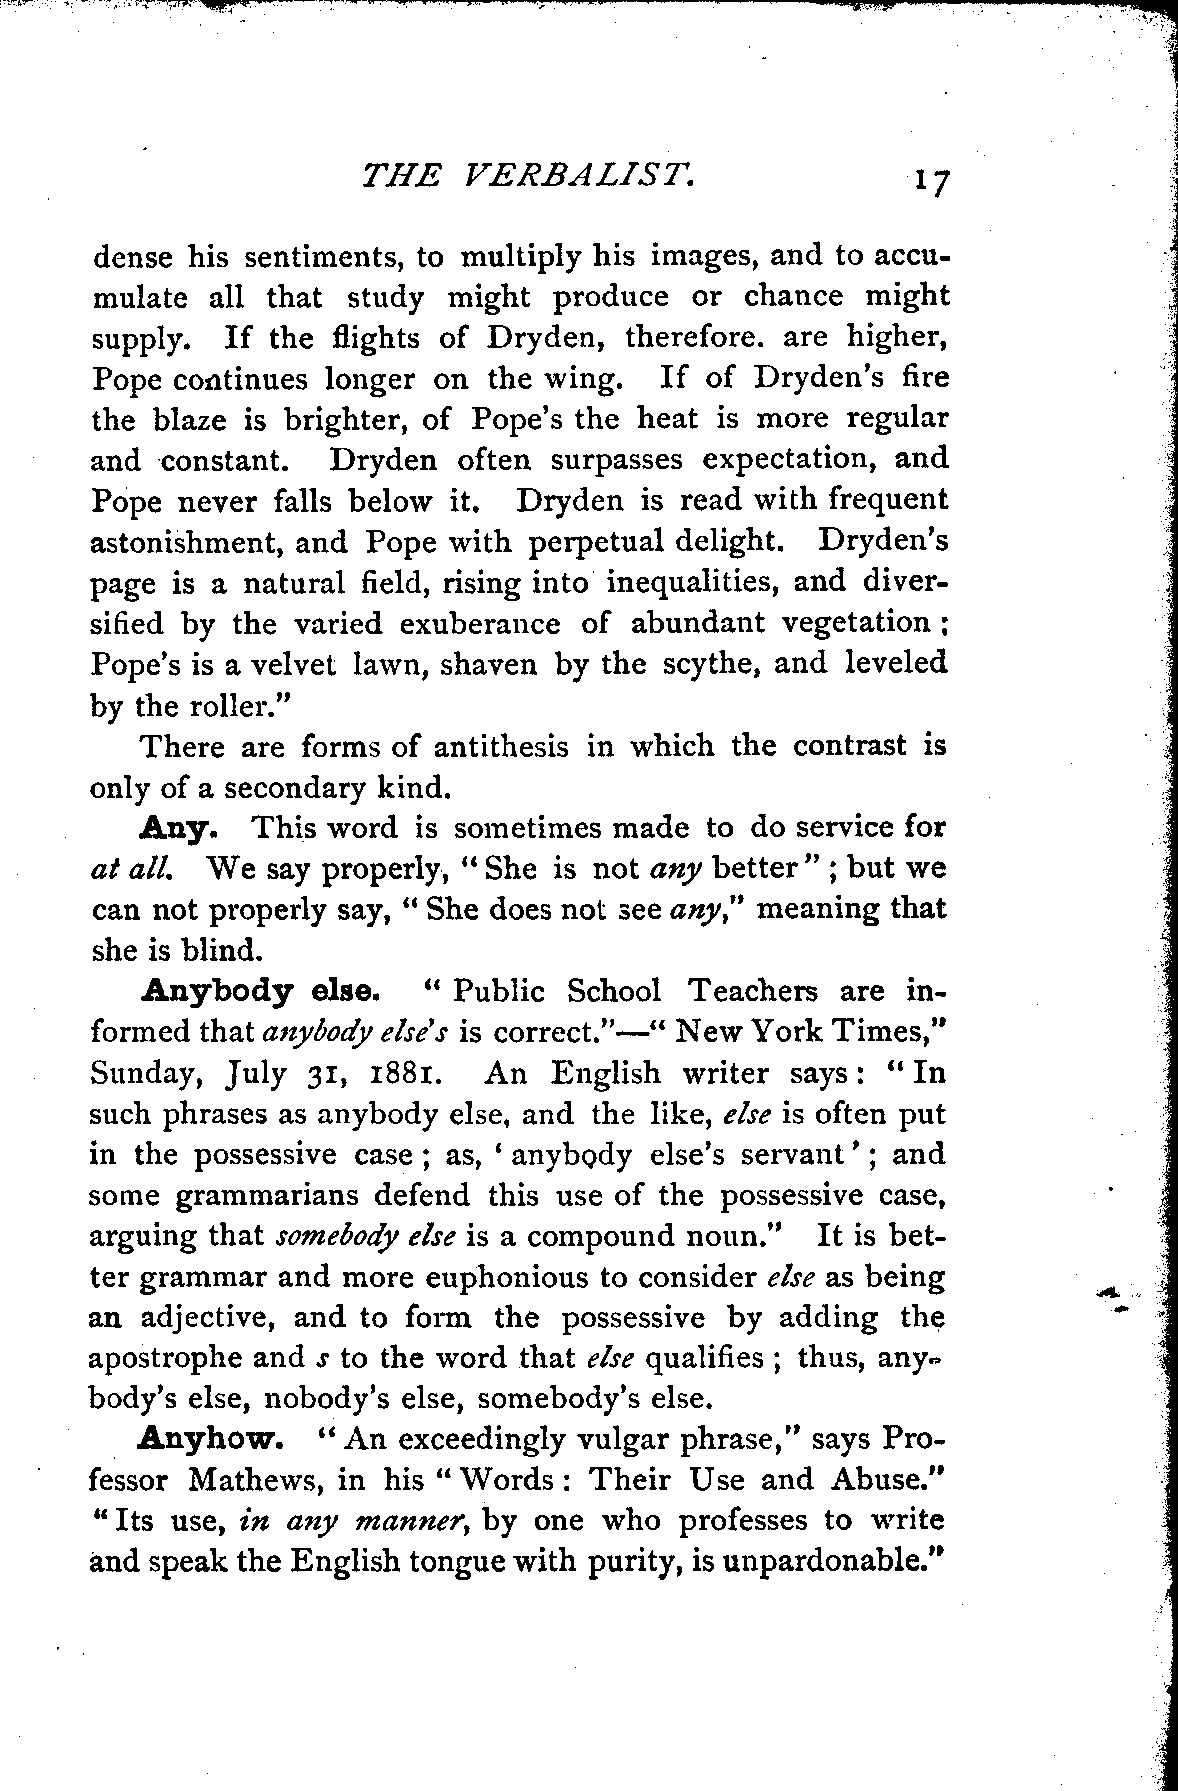 THE VERBALIST. 17
dense his sentiments, to multiply his images, and to accu-
mulate all that study might produce or chance might
supply. If the flights of Dryden, therefore. are higher,
Pope continues longer on the wing. If of Dryden's fire
the blaze is brighter, of Pope's the heat is more regular
and constant. Dryden often surpasses expectation, and
Pope never falls below it. Dryden is read with frequent
astonishment, and Pope with perpetual delight. Dryden's
page is a natural field, rising into inequalities, and diver-
sified by the varied exuberance of abundant vegetation ;
Pope's is a velvet lawn, shaven by the scythe, and leveled
by the roller."
There are forms of antithesis in which the contrast is
only of a secondary kind.
Any. This word is sometimes made to do service for
at all. We say properly, " She is not any better " ; but we
can not properly say, " She does not see any," meaning that
she is blind.
Anybody else. " Public School Teachers are in-
formed that anybody else's is correct."—" New York Times,"
Sunday, July 31, 1881. An English writer says : " In
such phrases as anybody else, and the like, else is often put
in the possessive case ; as, ' anybody else's servant ' ; and
some grammarians defend this use of the possessive case,
arguing that somebody else is a compound noun." It is bet-
ter grammar and more euphonious to consider else as being
an adjective, and to form the possessive by adding the
apostrophe and s to the word that else qualifies ; thus, any-
body's else, nobody's else, somebody's else.
Anyhow. " An exceedingly vulgar phrase," says Pro-
fessor Mathews, in his " Words : Their Use and Abuse."
" Its use, in any manner, by one who professes to write
and speak the English tongue with purity, is unpardonable."